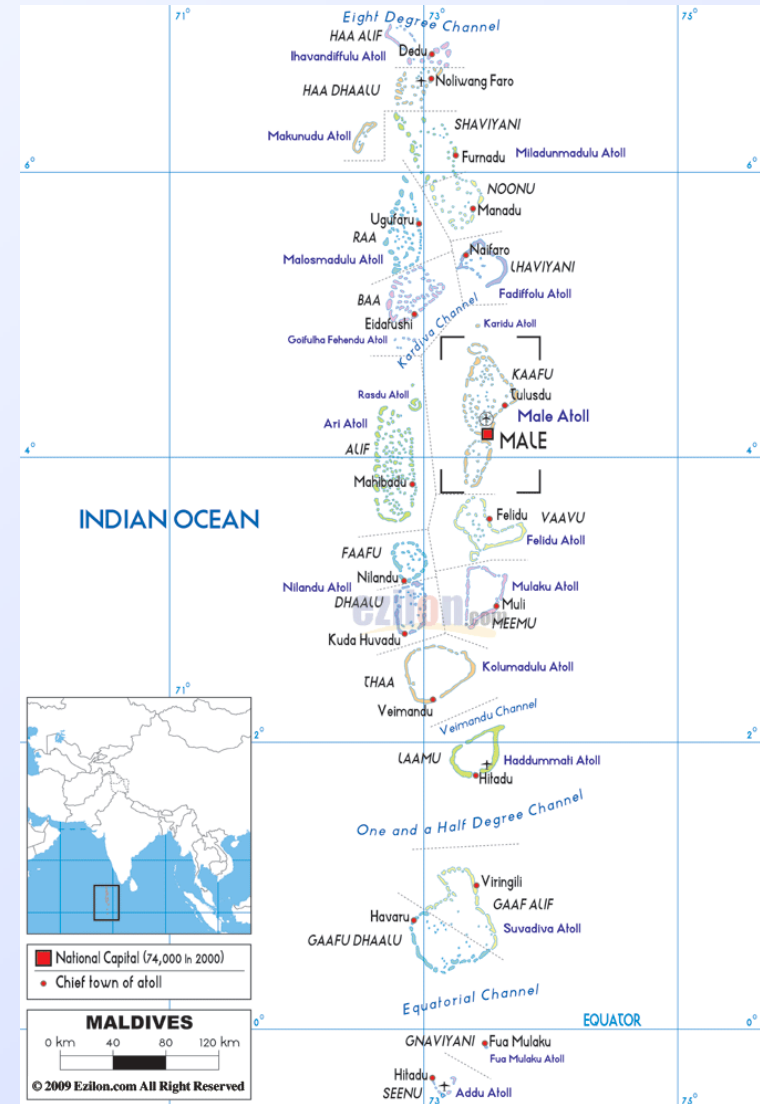 71°
73°
75°
Eight Degree Channel
HAA ALIF
Dedu
Ihavandiffulu Atoll
Noliwang Faro
HAA DHAALU
SHAVIYANI
Makunudu Atoll
Furnadu
Miladunmadulu Atoll
6°
6°
NOONU
Manadu
Ugufaru
RAA
Naifaro
Malosmadulu Atoll
LHAVIYANI
Fadiffolu Atoll
BAA
Eidafushi
Kardiva Channel
Karidu Atoll
Goifulha Fehendu Atoll
KAAFU
Rasdu Atoll
Tulusdu
Ari Atoll
Male Atoll
ALIF
MALE
4°
4°
Mahibadu
INDIAN OCEAN
Felidu
VAAVU
Felidu Atoll
FAAFU
Nilandu
Nilandu Atoll
Mulaku Atoll
DHAALU
ezilon.com
Muli
MEEMU
Kuda Huvadu
Kolumadulu Atoll
THAA
71°
Veimandu
Veimandu Channel
2°
2°
LAAMU
Haddummati Atoll
Hitadu
One and a Half Degree Channel
Viringili
GAAF ALIF
Havaru
Suvadiva Atoll
GAAFU DHAALU
National Capital (74,000 In 2000)
Chief town of atoll
Equatorial Channel
EQUATOR
MALDIVES
0°
0°
0 km 40 80 120 km
GNAVIYANI
Fua Mulaku
Fua Mulaku Atoll
Hitadu
Addu Atoll
SEENU
© 2009 Ezilon.com All Right Reserved
73°
75°